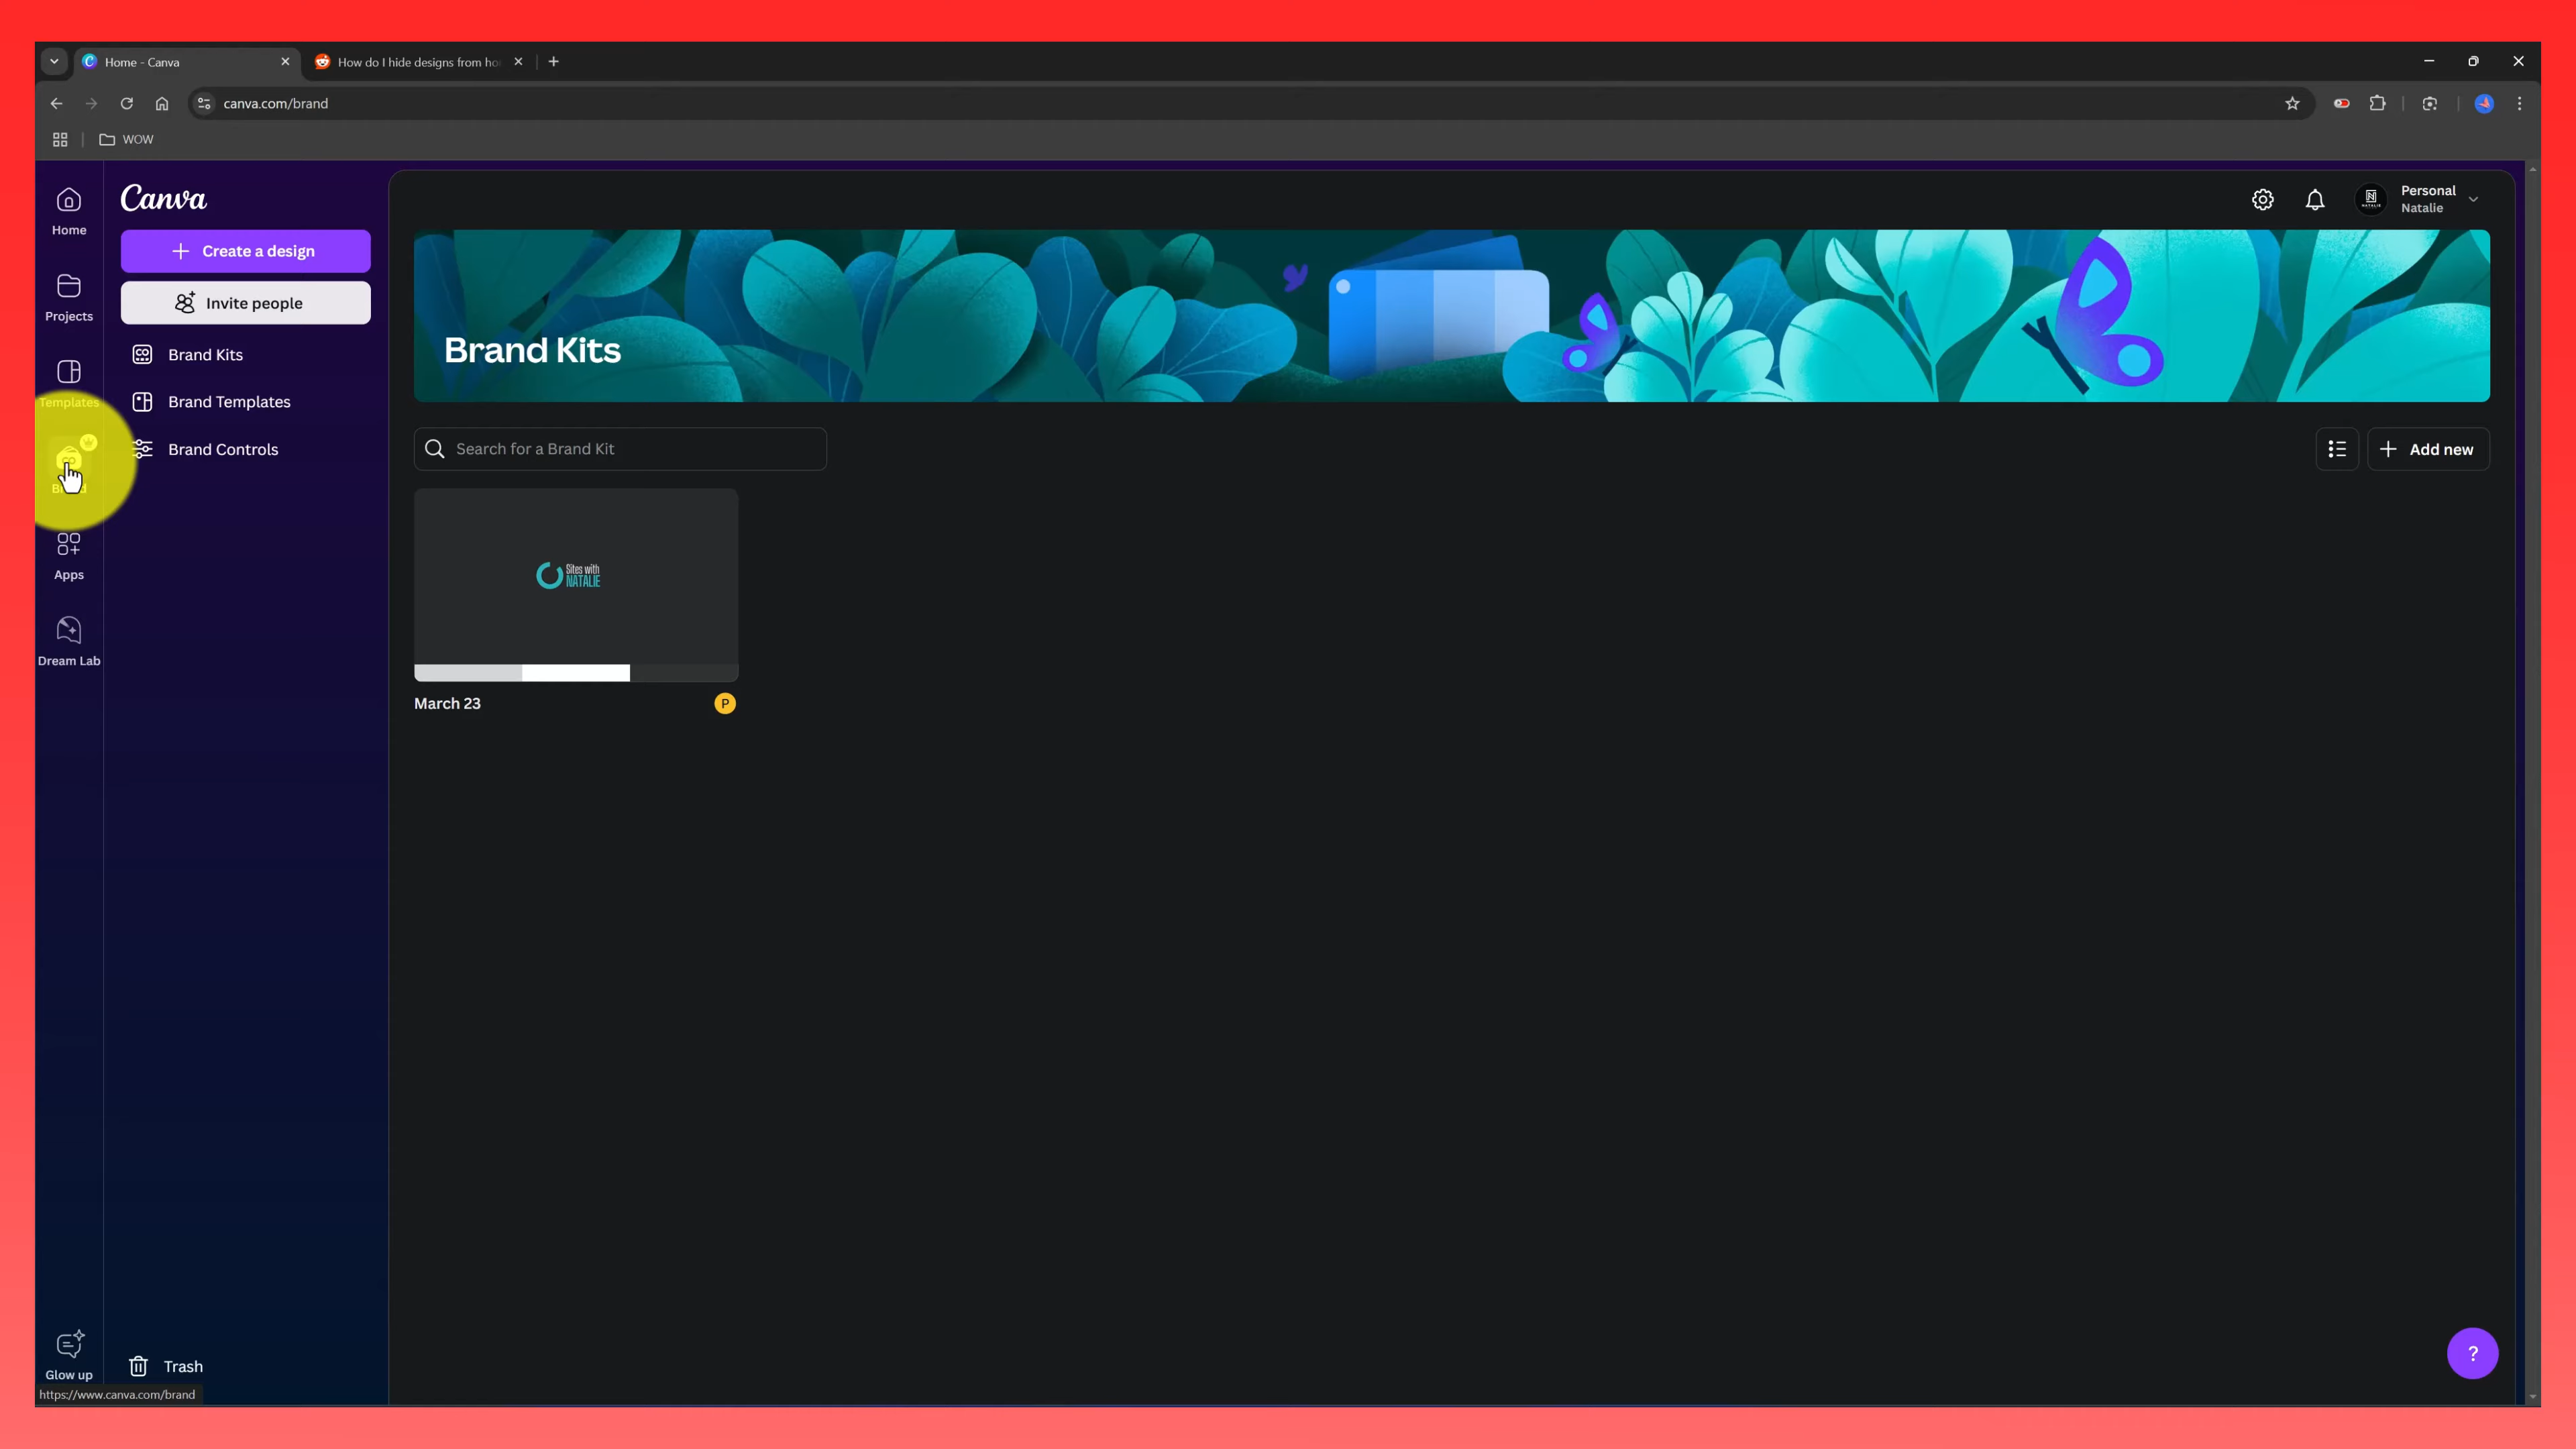 Home - Canva
How do I hide designs from ho
canva.com/brand
WOW
Home
Projects
Templates
Brand
Apps
Dream Lab
Glow up
Canva
Create a design
Invite people
Brand Kits
Brand Templates
Brand Controls
Trash
https://www.canva.com/brand
Personal
Natalie
Brand Kits
Search for a Brand Kit
Add new
Sites with
NATALIE
March 23
P
?